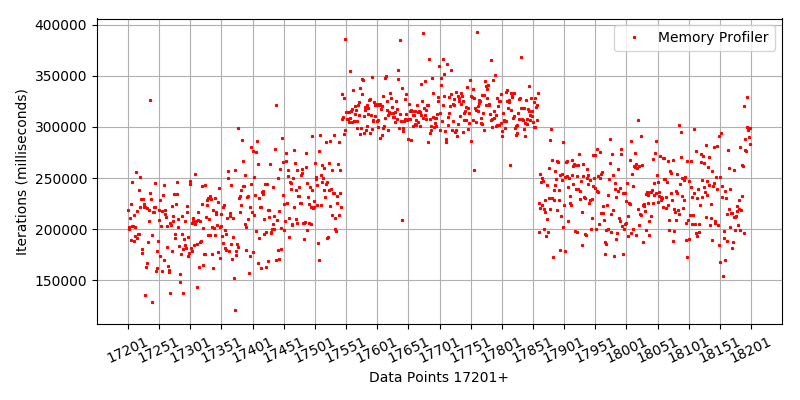 400000
350000
300000
250000
200000
150000
Iterations (milliseconds)
Memory Profiler
17201 17251 17301 17351 17401 17451 17501 17551 17601 17651 17701 17751 17801 17851 17901 17951 18001 18051 18101 18151 18201
Data Points 17201+